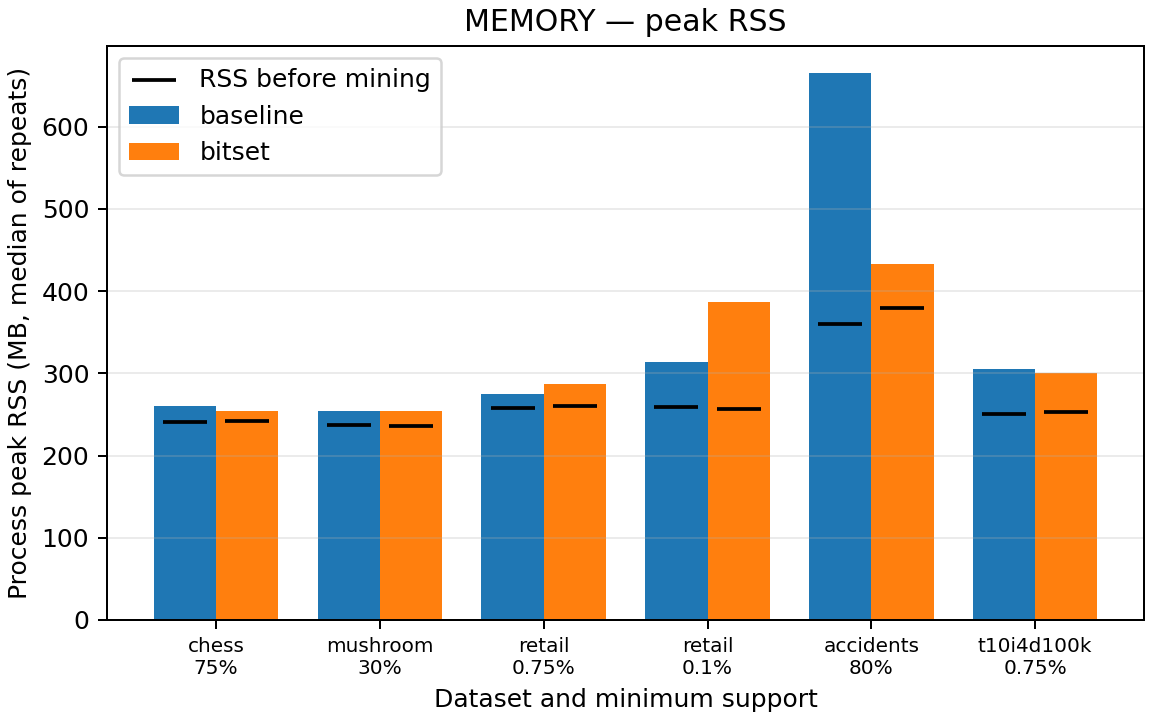 MEMORY — peak RSS
RSS before mining
baseline
bitset
Process peak RSS (MB, median of repeats)
600
500
400
300
200
100
0
chess
75%
mushroom
30%
retail
0.75%
retail
0.1%
accidents
80%
t10i4d100k
0.75%
Dataset and minimum support